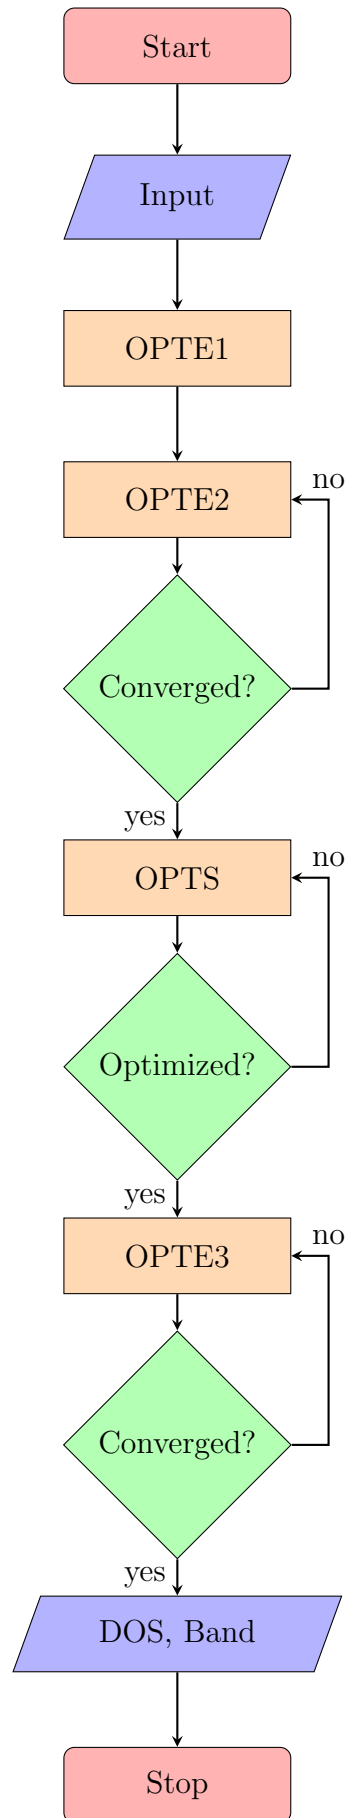 Start
Input
OPTE1
OPTE2
no
Converged?
yes
OPTS
no
Optimized?
yes
OPTE3
no
Converged?
yes
DOS, Band
Stop